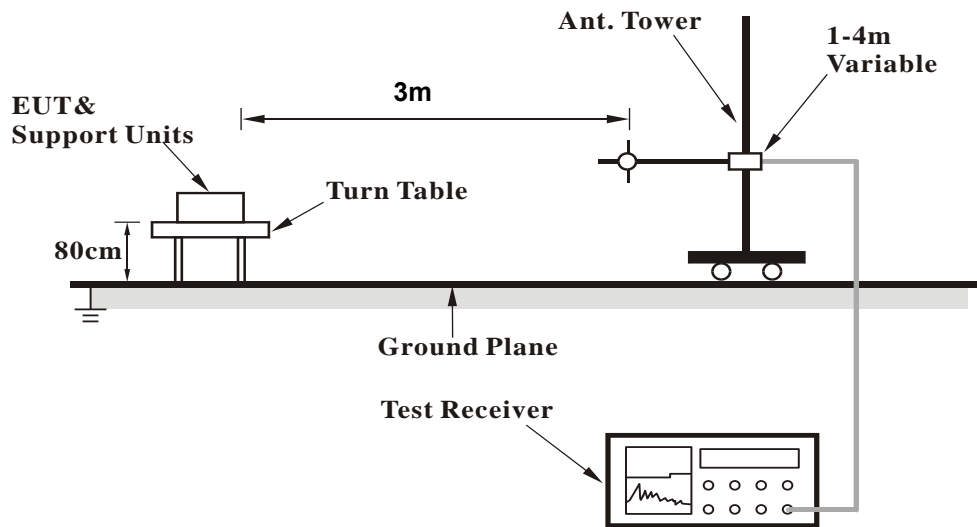 Ant. Tower
1-4m
Variable
3m
EUT&
Support Units
Turn Table
80cm
Ground Plane
Test Receiver